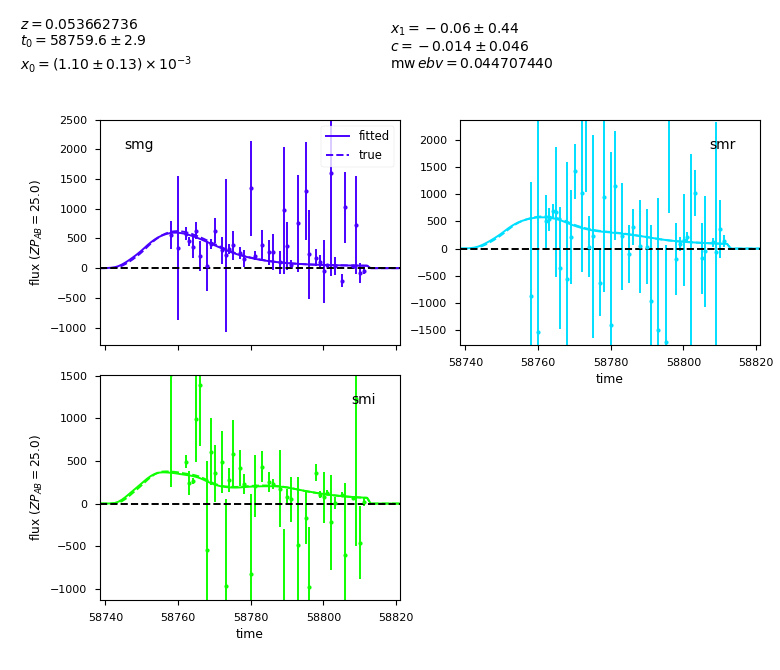 z = 0.053662736
t₀ = 58759.6 ± 2.9
x₀ = (1.10 ± 0.13) × 10⁻³
x₁ = −0.06 ± 0.44
c = −0.014 ± 0.046
mw ebv = 0.044707440
smg
fitted
true
2500
2000
1500
1000
500
0
−500
−1000
flux (ZP_AB = 25.0)
smr
2000
1500
1000
500
0
−500
−1000
−1500
58740 58760 58780 58800 58820
time
smi
1500
1000
500
0
−500
−1000
flux (ZP_AB = 25.0)
58740 58760 58780 58800 58820
time